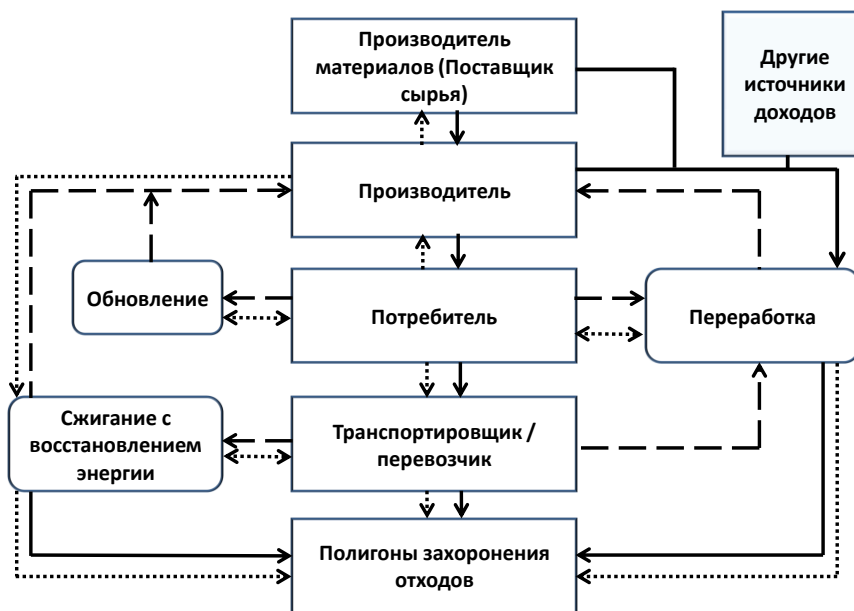 Производитель
материалов (Поставщик
сырья)
Другие
источники
доходов
Производитель
Обновление
Потребитель
Переработка
Сжигание с
восстановлением
энергии
Транспортировщик /
перевозчик
Полигоны захоронения
отходов